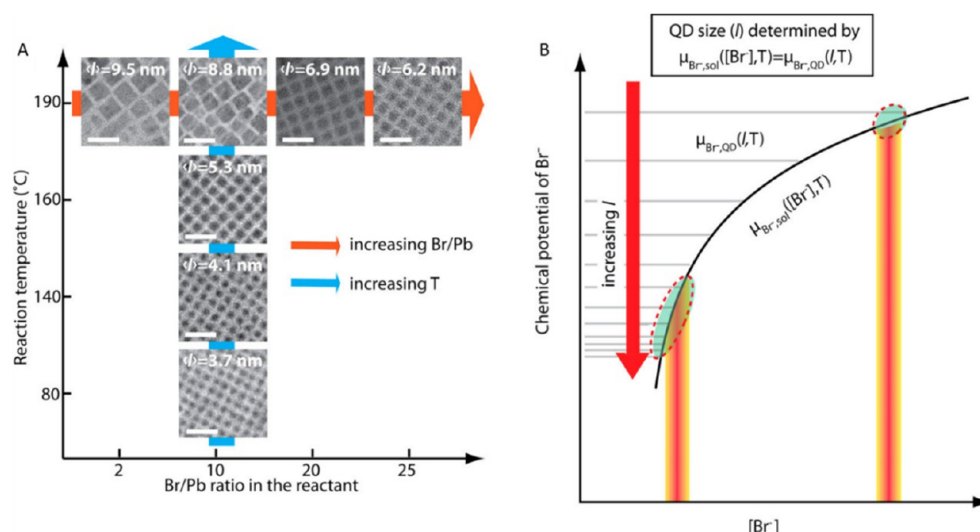 A
Φ=9.5 nm
Φ=8.8 nm
Φ=6.9 nm
Φ=6.2 nm
190
Φ=5.3 nm
160
Φ=4.1 nm
140
Φ=3.7 nm
80
increasing Br/Pb
increasing T
Reaction temperature (°C)
2
10
20
25
Br/Pb ratio in the reactant
B
QD size (l) determined by
μBr-,sol([Br],T)=μBr-,QD(l,T)
μBr-,QD(l,T)
μBr-,sol([Br],T)
increasing l
Chemical potential of Br-
[Br-]